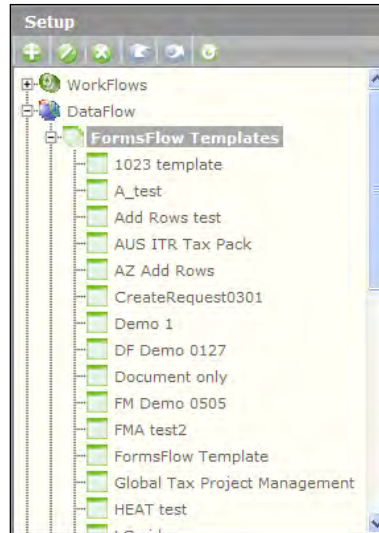 Setup
WorkFlows
DataFlow
FormsFlow Templates
1023 template
A_test
Add Rows test
AUS ITR Tax Pack
AZ Add Rows
CreateRequest0301
Demo 1
DF Demo 0127
Document only
FM Demo 0505
FMA test2
FormsFlow Template
Global Tax Project Management
HEAT test